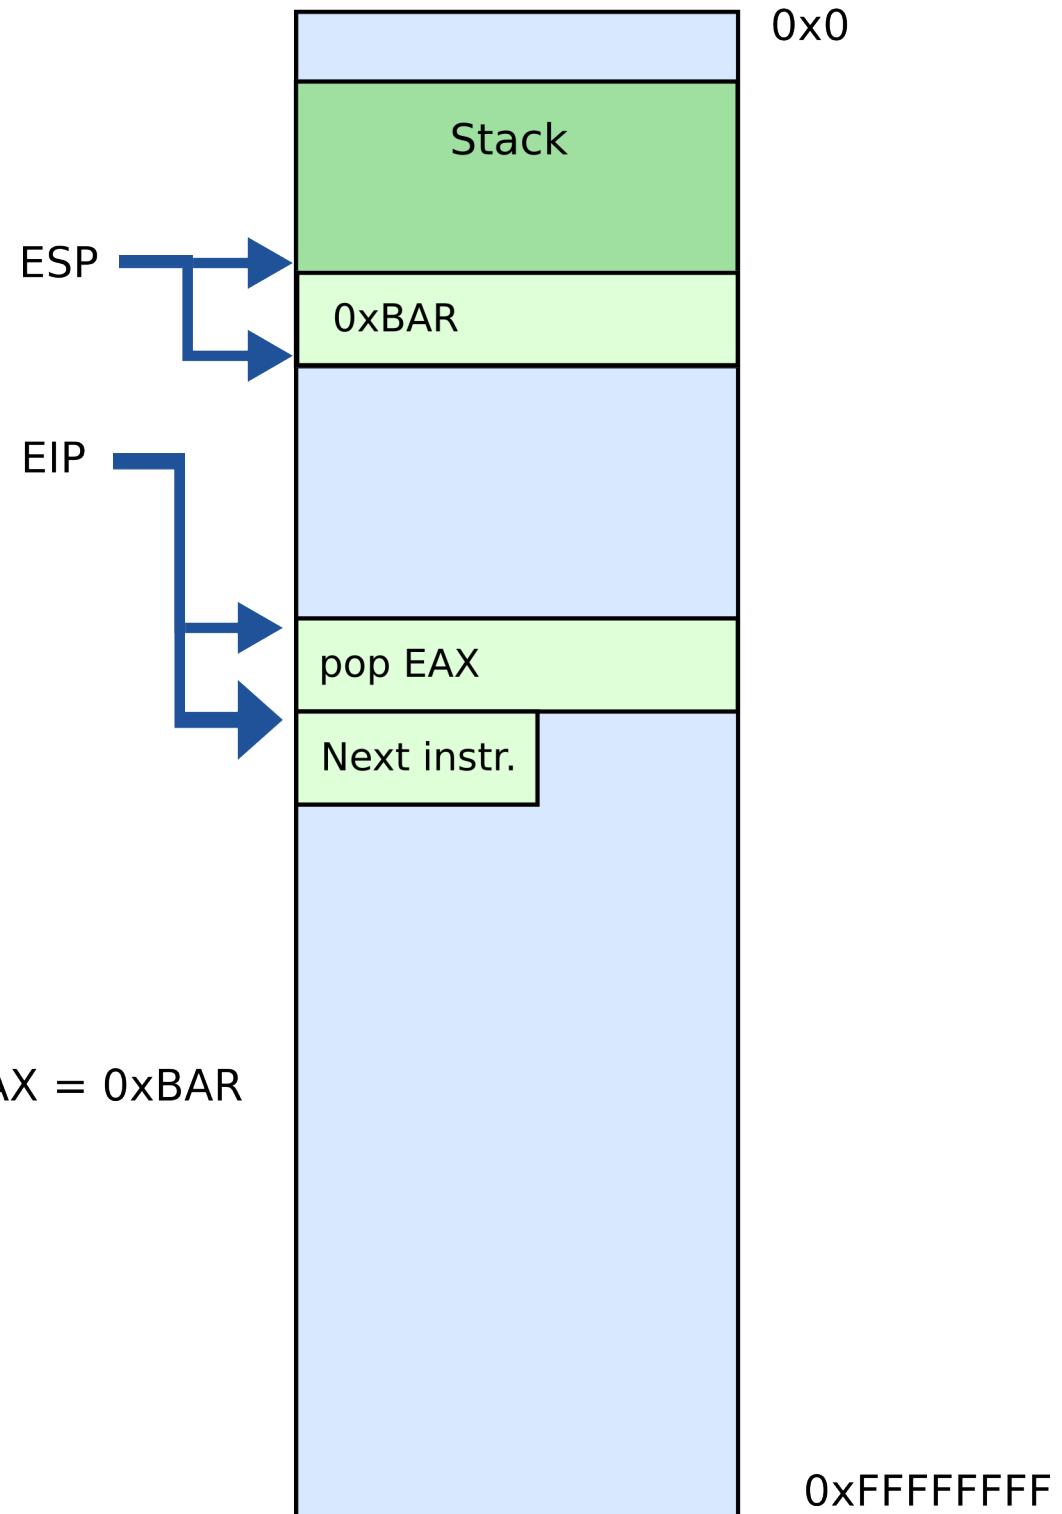 0x0
Stack
ESP
0xBAR
EIP
pop EAX
Next instr.
AX = 0xBAR
0xFFFFFFFF